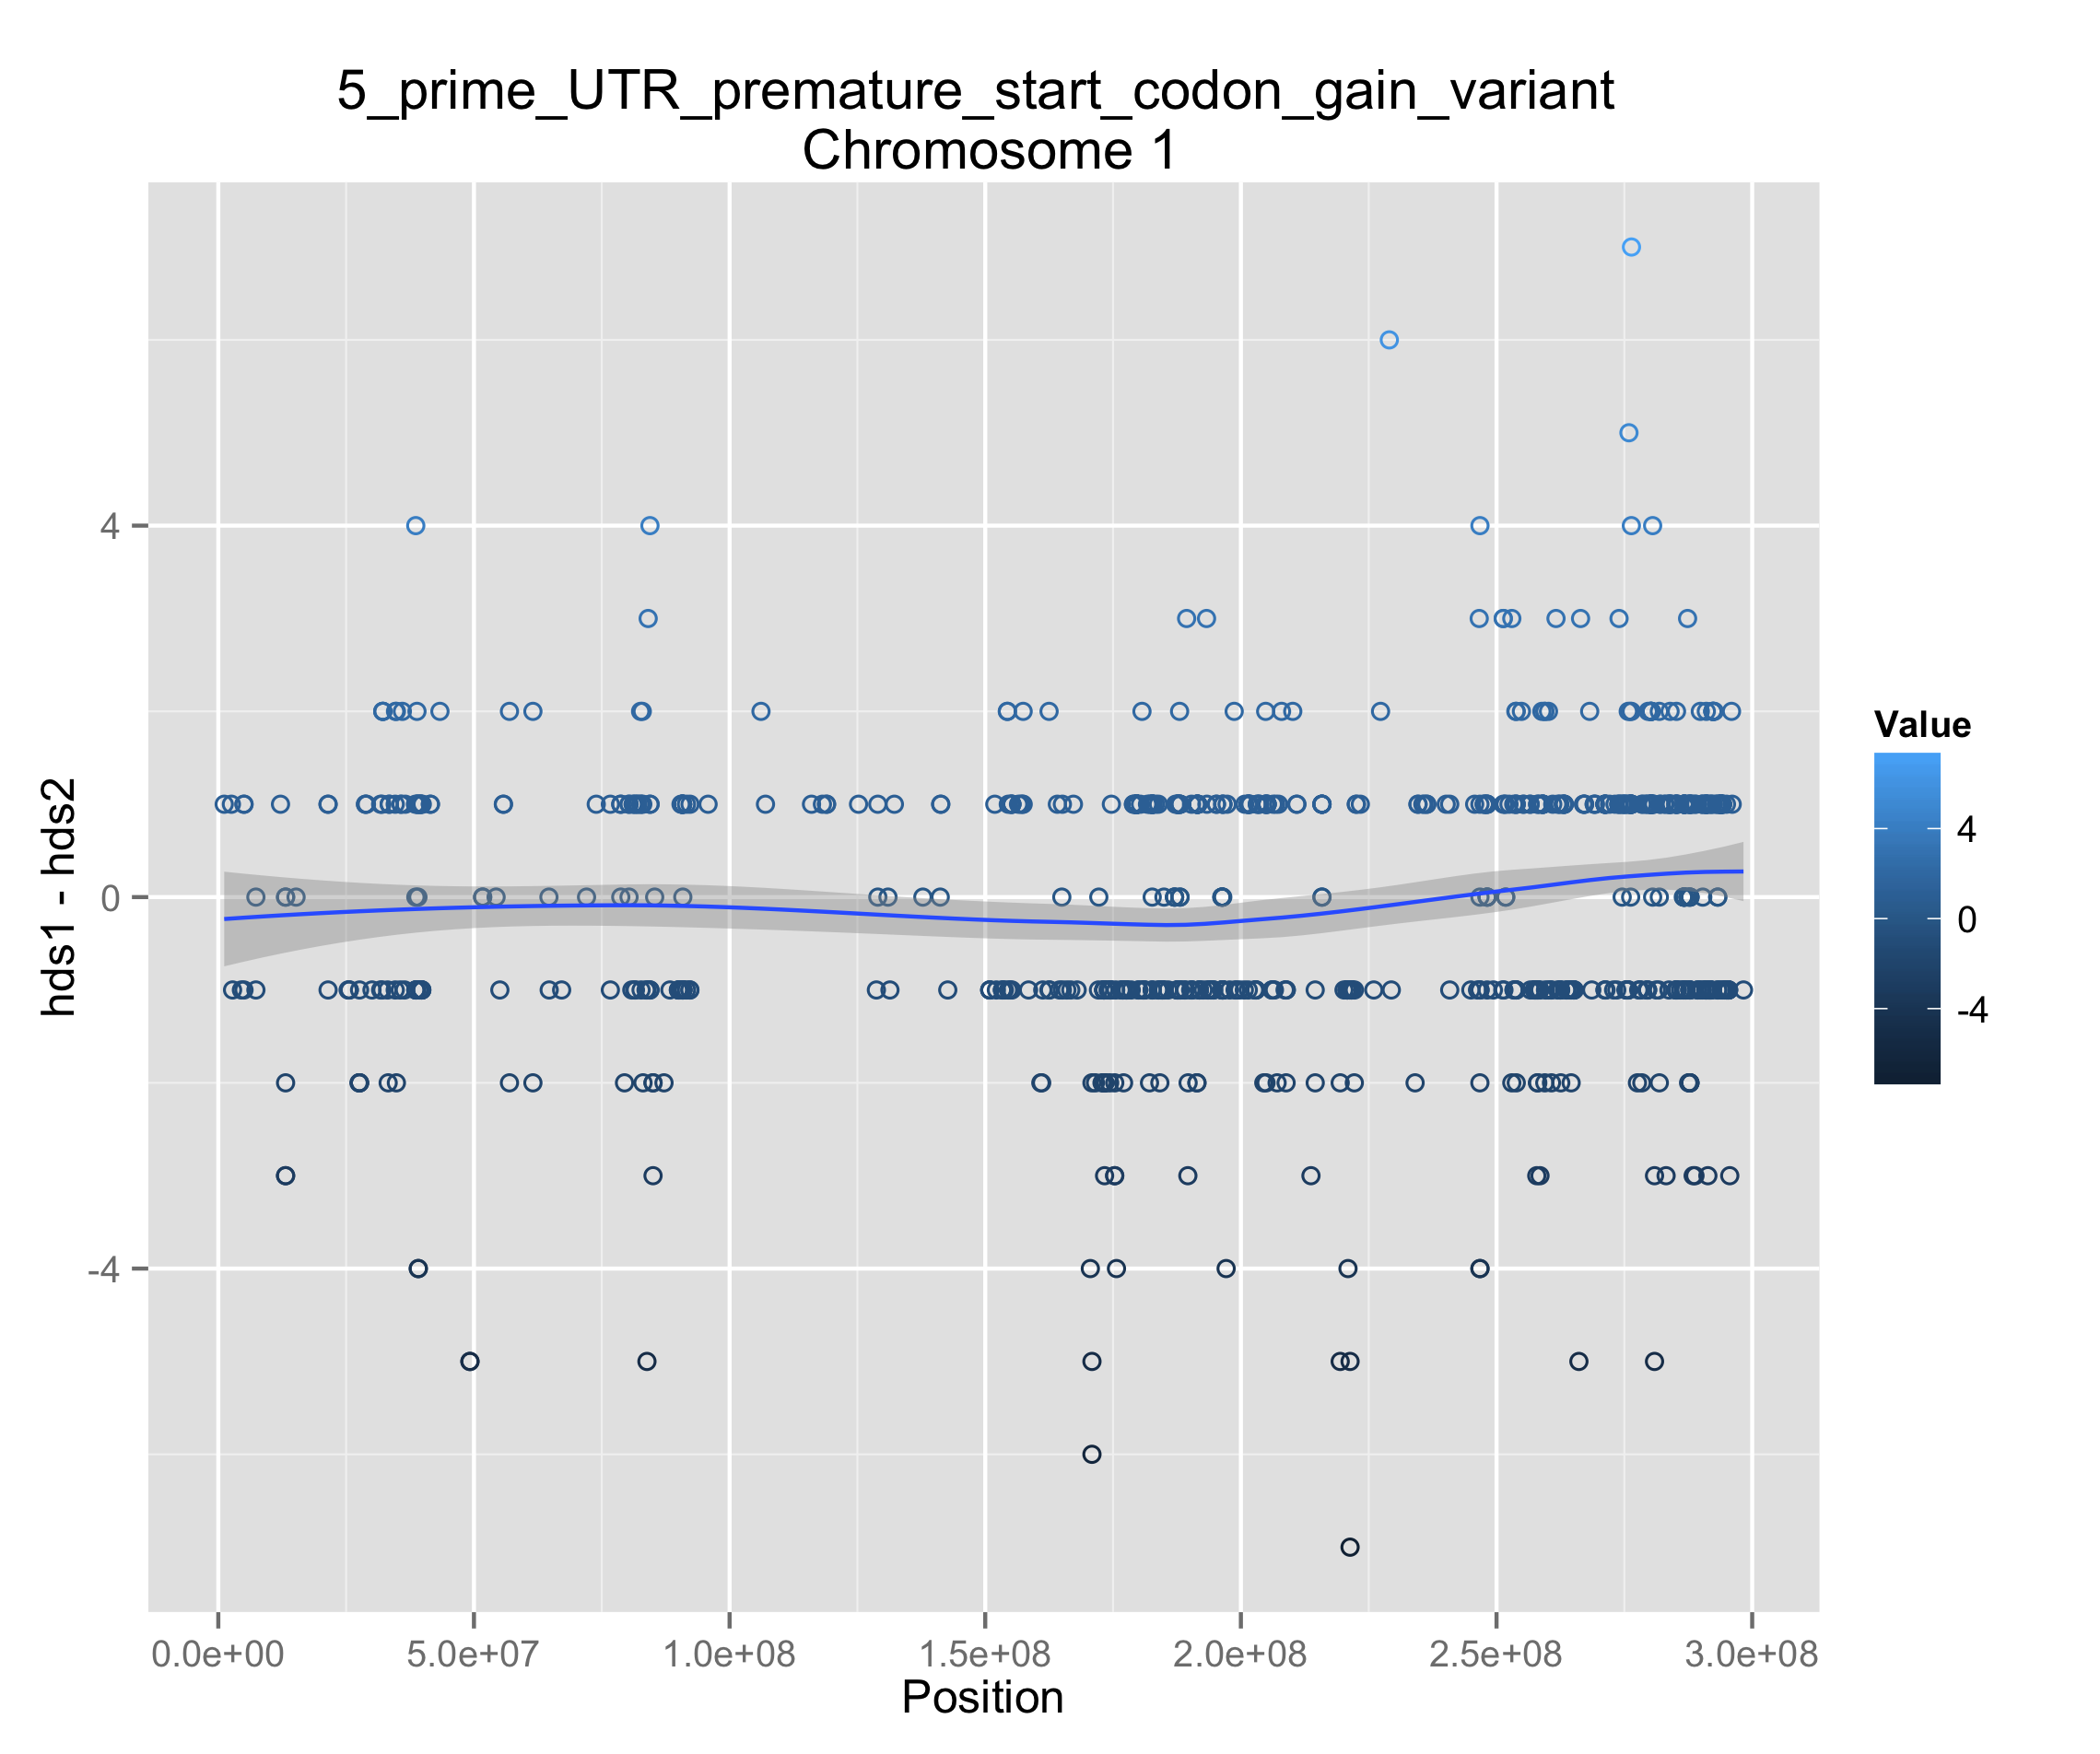 5_prime_UTR_premature_start_codon_gain_variant
Chromosome 1
hds1 - hds2
4
0
-4
0.0e+00 5.0e+07 1.0e+08 1.5e+08 2.0e+08 2.5e+08 3.0e+08
Position
Value
4
0
-4